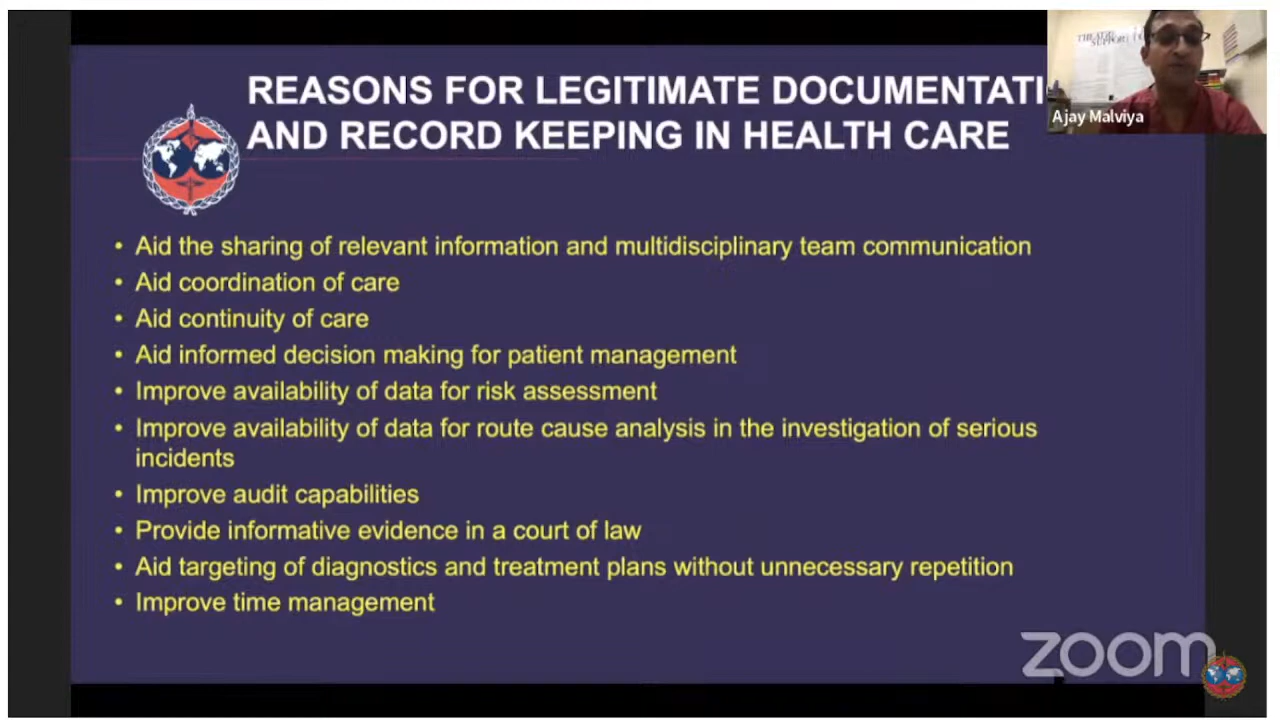 REASONS FOR LEGITIMATE DOCUMENTATI
AND RECORD KEEPING IN HEALTH CARE
Ajay Malviya
• Aid the sharing of relevant information and multidisciplinary team communication
• Aid coordination of care
• Aid continuity of care
• Aid informed decision making for patient management
• Improve availability of data for risk assessment
• Improve availability of data for route cause analysis in the investigation of serious
incidents
• Improve audit capabilities
• Provide informative evidence in a court of law
• Aid targeting of diagnostics and treatment plans without unnecessary repetition
• Improve time management
zoom